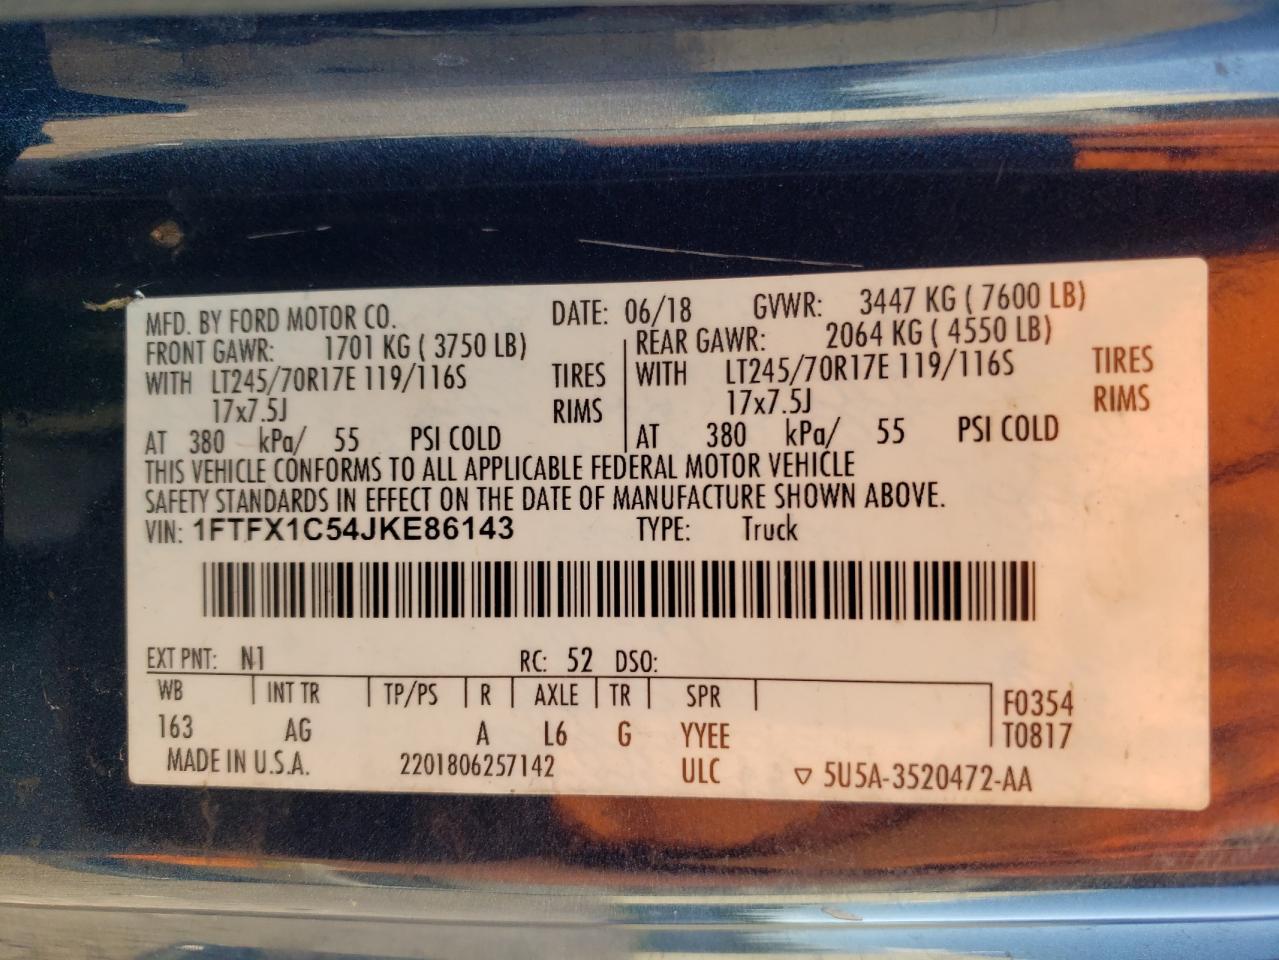 MFD. BY FORD MOTOR CO. DATE: 06/18 GVWR: 3447 KG ( 7600 LB)
FRONT GAWR: 1701 KG ( 3750 LB) REAR GAWR: 2064 KG ( 4550 LB)
WITH LT245/70R17E 119/116S TIRES WITH LT245/70R17E 119/116S TIRES
17x7.5J RIMS 17x7.5J RIMS
AT 380 kPa/ 55 PSI COLD AT 380 kPa/ 55 PSI COLD
THIS VEHICLE CONFORMS TO ALL APPLICABLE FEDERAL MOTOR VEHICLE
SAFETY STANDARDS IN EFFECT ON THE DATE OF MANUFACTURE SHOWN ABOVE.
VIN: 1FTFX1C54JKE86143 TYPE: Truck
EXT PNT: N1 RC: 52 DSO:
WB INT TR TP/PS R AXLE TR SPR F0354
163 AG A L6 G YYEE T0817
MADE IN U.S.A. 2201806257142 ULC ▽ 5U5A-3520472-AA